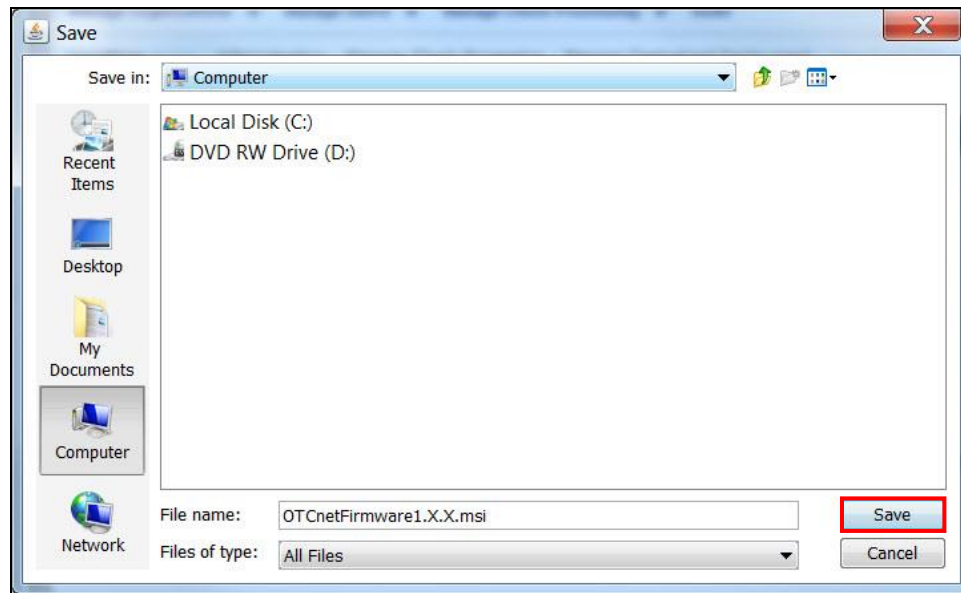 Save
Save in:
Computer
Local Disk (C:)
DVD RW Drive (D:)
Recent
Items
Desktop
My
Documents
Computer
Network
File name:
OTCnetFirmware1.X.X.msi
Save
Files of type:
All Files
Cancel